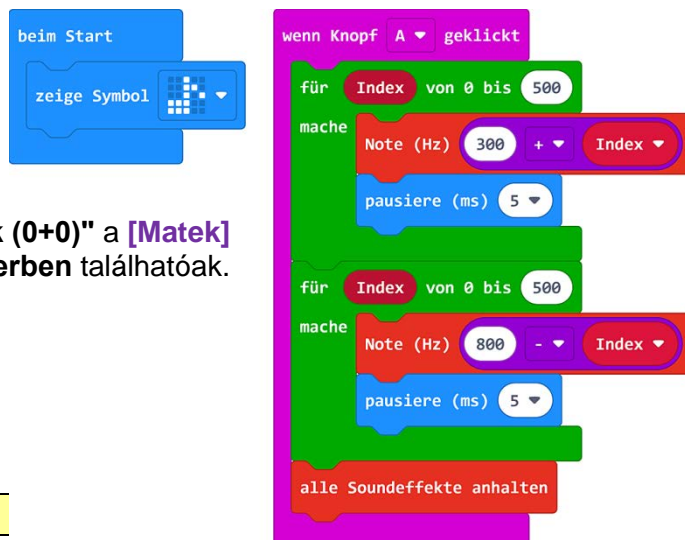 beim Start
zeige Symbol
(0+0)" a [Matek]
találhatóak.
wenn Knopf A geklickt
für Index von 0 bis 500
mache
Note (Hz) 300 + Index
pausiere (ms) 5
für Index von 0 bis 500
mache
Note (Hz) 800 - Index
pausiere (ms) 5
alle Soundeffekte anhalten